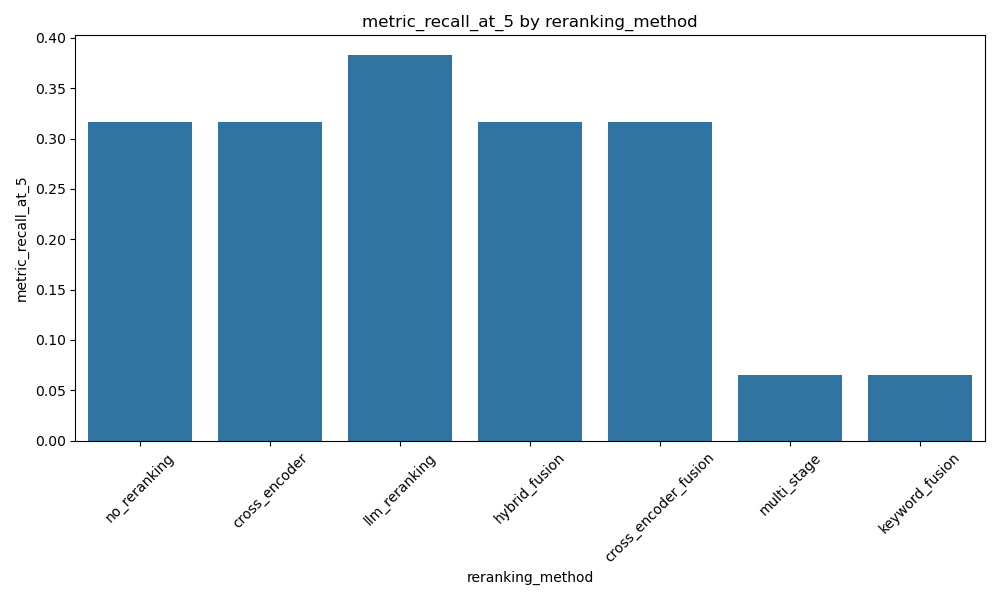 metric_recall_at_5 by reranking_method
metric_recall_at_5
0.40
0.35
0.30
0.25
0.20
0.15
0.10
0.05
0.00
no_reranking
cross_encoder
llm_reranking
hybrid_fusion
cross_encoder_fusion
multi_stage
keyword_fusion
reranking_method